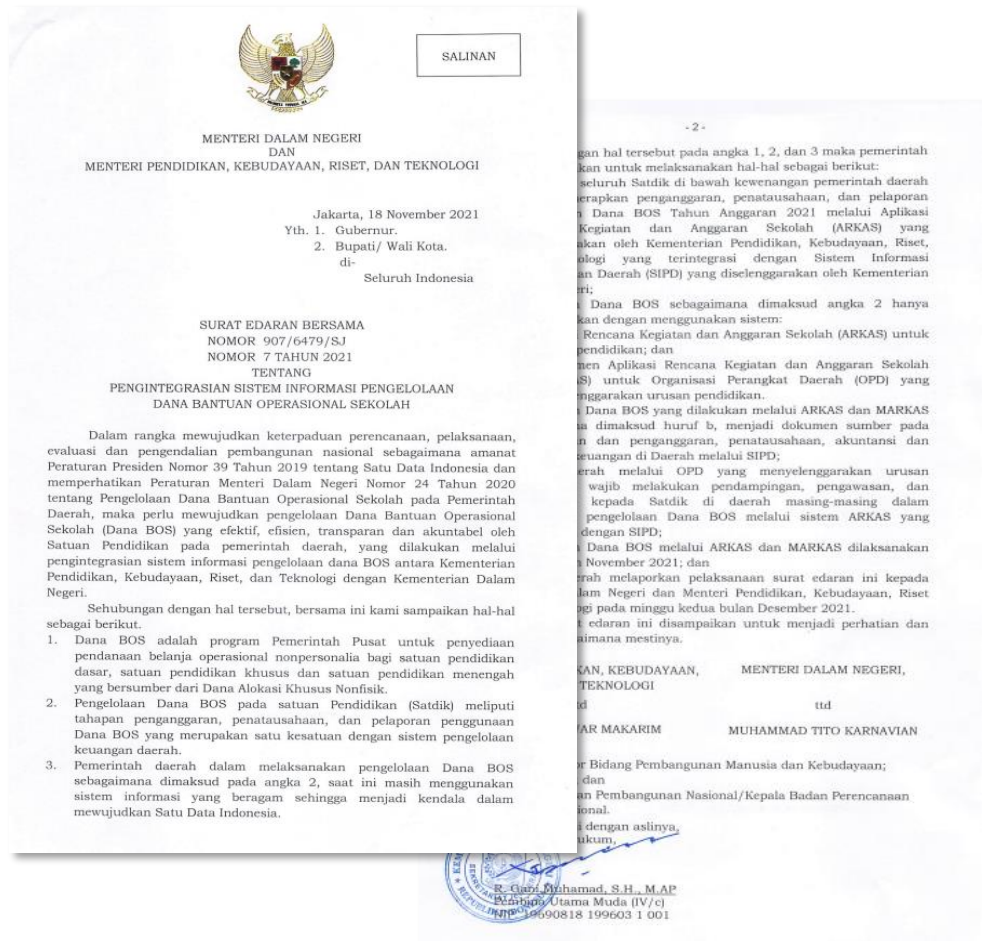 SALINAN
MENTERI DALAM NEGERI
DAN
MENTERI PENDIDIKAN, KEBUDAYAAN, RISET, DAN TEKNOLOGI
Jakarta, 18 November 2021
Yth. 1. Gubernur.
2. Bupati/ Wali Kota.
di-
Seluruh Indonesia
SURAT EDARAN BERSAMA
NOMOR 907/6479/SJ
NOMOR 7 TAHUN 2021
TENTANG
PENGINTEGRASIAN SISTEM INFORMASI PENGELOLAAN
DANA BANTUAN OPERASIONAL SEKOLAH
Dalam rangka mewujudkan keterpaduan perencanaan, pelaksanaan,
evaluasi dan pengendalian pembangunan nasional sebagaimana amanat
Peraturan Presiden Nomor 39 Tahun 2019 tentang Satu Data Indonesia dan
memperhatikan Peraturan Menteri Dalam Negeri Nomor 24 Tahun 2020
tentang Pengelolaan Dana Bantuan Operasional Sekolah pada Pemerintah
Daerah, maka perlu mewujudkan pengelolaan Dana Bantuan Operasional
Sekolah (Dana BOS) yang efektif, efisien, transparan dan akuntabel oleh
Satuan Pendidikan pada pemerintah daerah, yang dilakukan melalui
pengintegrasian sistem informasi pengelolaan dana BOS antara Kementerian
Pendidikan, Kebudayaan, Riset, dan Teknologi dengan Kementerian Dalam
Negeri.
Sehubungan dengan hal tersebut, bersama ini kami sampaikan hal-hal
sebagai berikut.
1. Dana BOS adalah program Pemerintah Pusat untuk penyediaan
pendanaan belanja operasional nonpersonalia bagi satuan pendidikan
dasar, satuan pendidikan khusus dan satuan pendidikan menengah
yang bersumber dari Dana Alokasi Khusus Nonfisik.
2. Pengelolaan Dana BOS pada satuan Pendidikan (Satdik) meliputi
tahapan penganggaran, penatausahaan, dan pelaporan penggunaan
Dana BOS yang merupakan satu kesatuan dengan sistem pengelolaan
keuangan daerah.
3. Pemerintah daerah dalam melaksanakan pengelolaan Dana BOS
sebagaimana dimaksud pada angka 2, saat ini masih menggunakan
sistem informasi yang beragam sehingga menjadi kendala dalam
mewujudkan Satu Data Indonesia.
- 2 -
gan hal tersebut pada angka 1, 2, dan 3 maka pemerintah
kan untuk melaksanakan hal-hal sebagai berikut:
seluruh Satdik di bawah kewenangan pemerintah daerah
erapkan penganggaran, penatausahaan, dan pelaporan
Dana BOS Tahun Anggaran 2021 melalui Aplikasi
Kegiatan dan Anggaran Sekolah (ARKAS) yang
akan oleh Kementerian Pendidikan, Kebudayaan, Riset,
ologi yang terintegrasi dengan Sistem Informasi
an Daerah (SIPD) yang diselenggarakan oleh Kementerian
eri;
Dana BOS sebagaimana dimaksud angka 2 hanya
kan dengan menggunakan sistem:
Rencana Kegiatan dan Anggaran Sekolah (ARKAS) untuk
pendidikan; dan
men Aplikasi Rencana Kegiatan dan Anggaran Sekolah
S) untuk Organisasi Perangkat Daerah (OPD) yang
nggarakan urusan pendidikan.
Dana BOS yang dilakukan melalui ARKAS dan MARKAS
a dimaksud huruf b, menjadi dokumen sumber pada
n dan penganggaran, penatausahaan, akuntansi dan
keuangan di Daerah melalui SIPD;
erah melalui OPD yang menyelenggarakan urusan
wajib melakukan pendampingan, pengawasan, dan
kepada Satdik di daerah masing-masing dalam
pengelolaan Dana BOS melalui sistem ARKAS yang
dengan SIPD;
Dana BOS melalui ARKAS dan MARKAS dilaksanakan
November 2021; dan
erah melaporkan pelaksanaan surat edaran ini kepada
lam Negeri dan Menteri Pendidikan, Kebudayaan, Riset
gi pada minggu kedua bulan Desember 2021.
t edaran ini disampaikan untuk menjadi perhatian dan
aimana mestinya.
KAN, KEBUDAYAAN,
TEKNOLOGI
td
AR MAKARIM
MENTERI DALAM NEGERI,
ttd
MUHAMMAD TITO KARNAVIAN
or Bidang Pembangunan Manusia dan Kebudayaan;
dan
an Pembangunan Nasional/Kepala Badan Perencanaan
ional.
i dengan aslinya,
ukum,
R. Gani Muhamad, S.H., M.AP
Pembina Utama Muda (IV/c)
NIP 19690818 199603 1 001